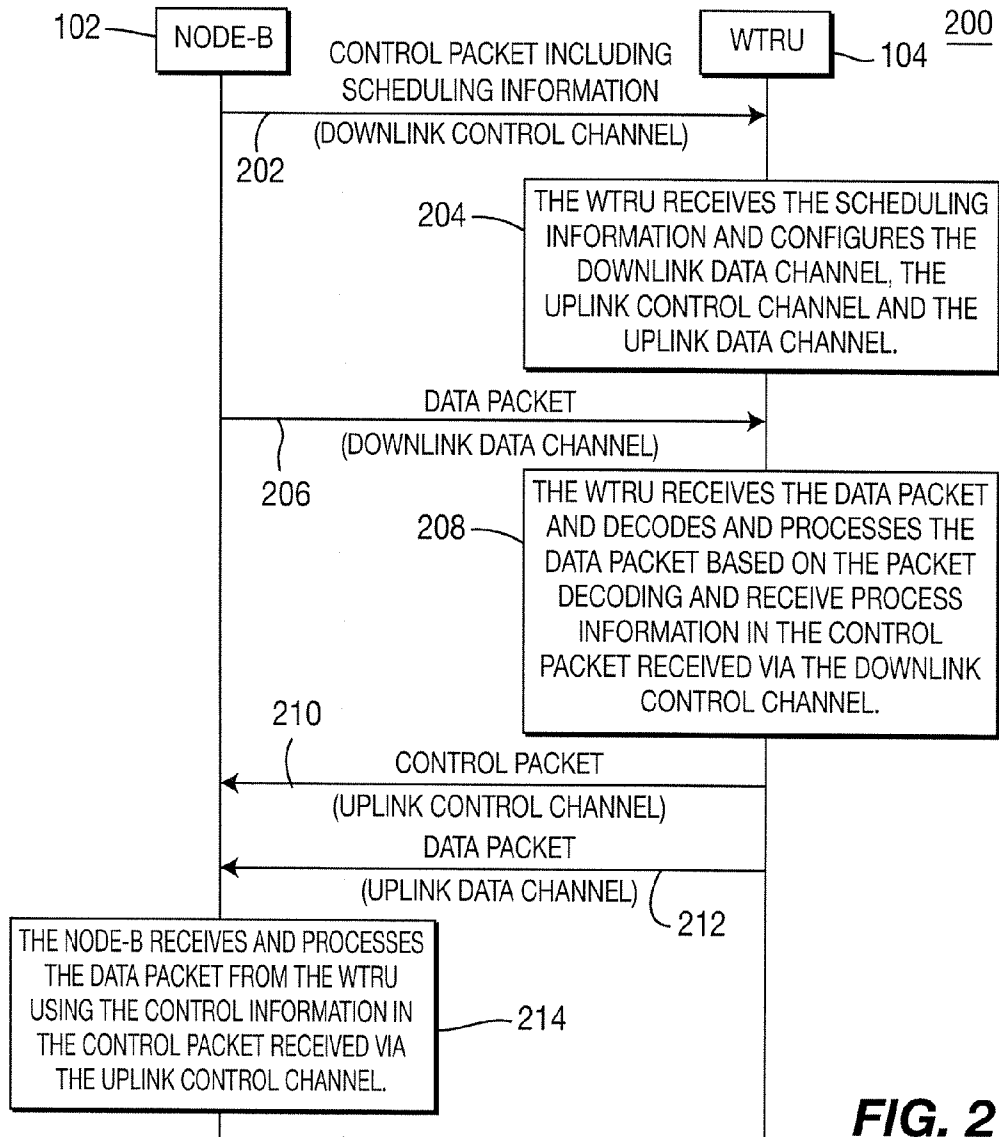 102
NODE-B
WTRU
200
104
CONTROL PACKET INCLUDING
SCHEDULING INFORMATION
(DOWNLINK CONTROL CHANNEL)
202
204
THE WTRU RECEIVES THE SCHEDULING
INFORMATION AND CONFIGURES THE
DOWNLINK DATA CHANNEL, THE
UPLINK CONTROL CHANNEL AND THE
UPLINK DATA CHANNEL.
DATA PACKET
(DOWNLINK DATA CHANNEL)
206
208
THE WTRU RECEIVES THE DATA PACKET
AND DECODES AND PROCESSES THE
DATA PACKET BASED ON THE PACKET
DECODING AND RECEIVE PROCESS
INFORMATION IN THE CONTROL
PACKET RECEIVED VIA THE DOWNLINK
CONTROL CHANNEL.
210
CONTROL PACKET
(UPLINK CONTROL CHANNEL)
DATA PACKET
(UPLINK DATA CHANNEL)
212
THE NODE-B RECEIVES AND PROCESSES
THE DATA PACKET FROM THE WTRU
USING THE CONTROL INFORMATION IN
THE CONTROL PACKET RECEIVED VIA
THE UPLINK CONTROL CHANNEL.
214
FIG. 2